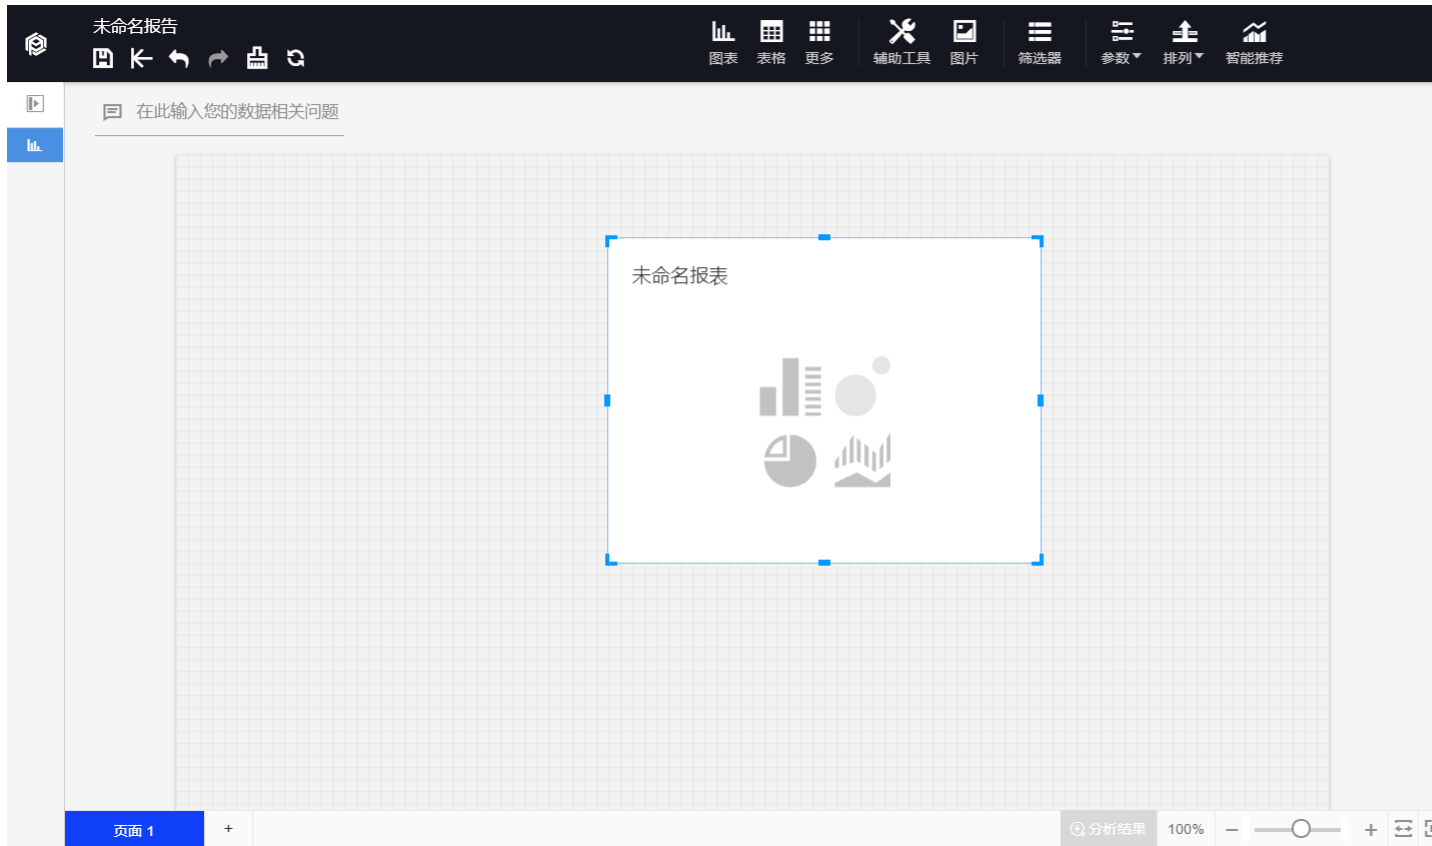 未命名报告
图表 表格 更多 辅助工具 图片 筛选器 参数 排列 智能推荐
在此输入您的数据相关问题
未命名报表
页面 1 + 分析结果 100%